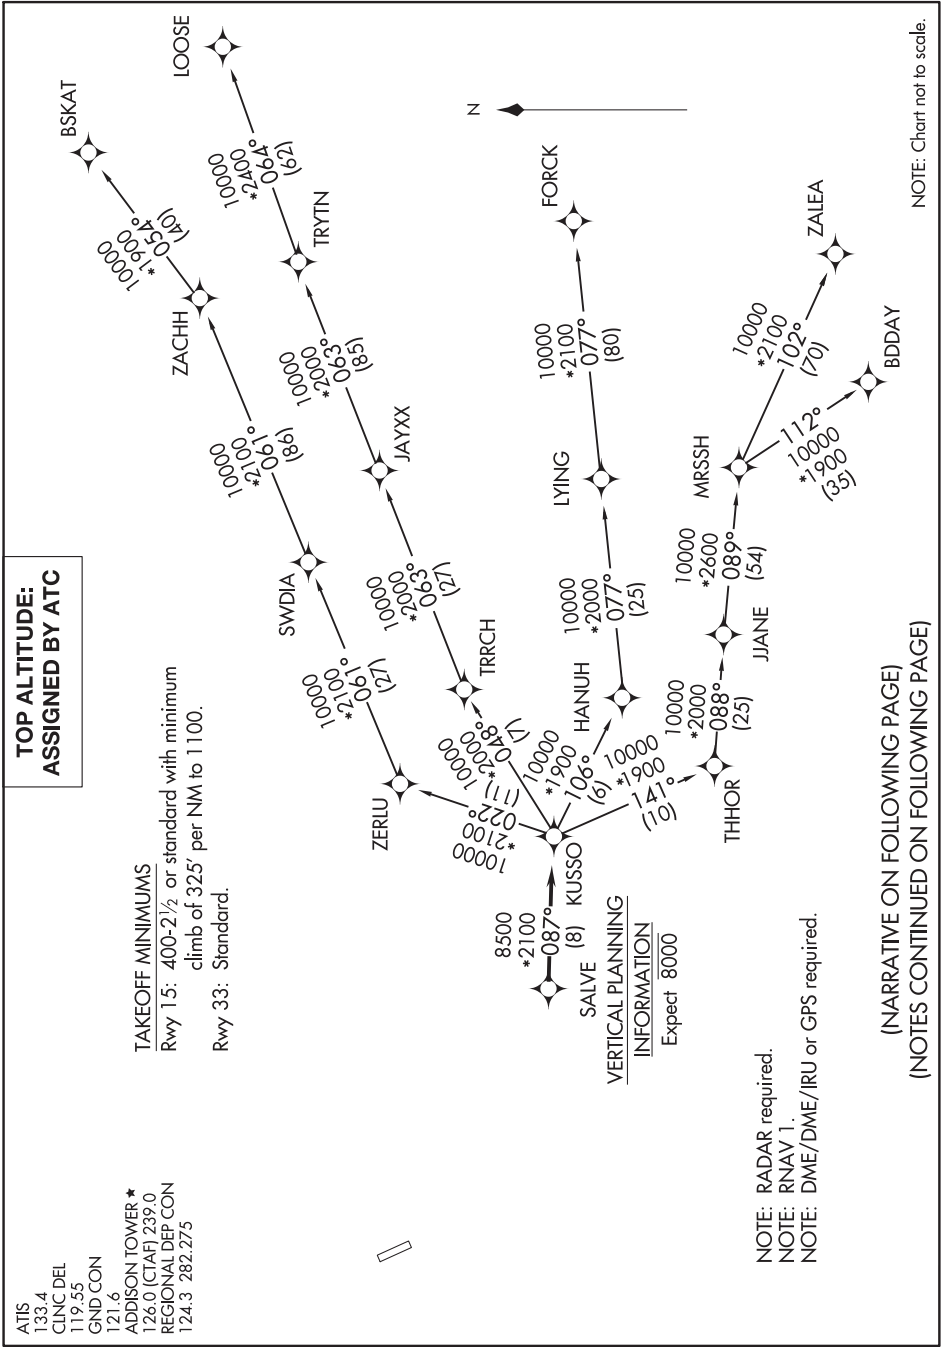 ATIS
133.4
CLNC DEL
119.55
GND CON
121.6
ADDISON TOWER ★
126.0 (CTAF) 239.0
REGIONAL DEP CON
124.3 282.275
TOP ALTITUDE:
ASSIGNED BY ATC
TAKEOFF MINIMUMS
Rwy 15: 400-2½ or standard with minimum
climb of 325' per NM to 1100.
Rwy 33: Standard.
BSKAT
10000
*1900
054°
(40)
ZACHH
10000
*2100
061°
(86)
SWDIA
10000
*2100
061°
(27)
ZERLU
10000
*2100
022°
(11)
LOOSE
10000
*2400
064°
(62)
TRYTN
10000
*2000
063°
(85)
JAYXX
10000
*2000
063°
(27)
TRRCH
10000
*2000
048°
(7)
N
FORCK
10000
*2100
077°
(80)
LYING
10000
*2000
077°
(25)
HANUH
10000
*1900
106°
(6)
8500
*2100
087°
(8)
SALVE
KUSSO
10000
*1900
141°
(10)
THHOR
10000
*2000
088°
(25)
JJANE
10000
*2600
089°
(54)
MRSSH
10000
*2100
102°
(70)
ZALEA
112°
10000
*1900
(35)
BDDAY
VERTICAL PLANNING
INFORMATION
Expect 8000
NOTE: RADAR required.
NOTE: RNAV 1.
NOTE: DME/DME/IRU or GPS required.
(NARRATIVE ON FOLLOWING PAGE)
(NOTES CONTINUED ON FOLLOWING PAGE)
NOTE: Chart not to scale.